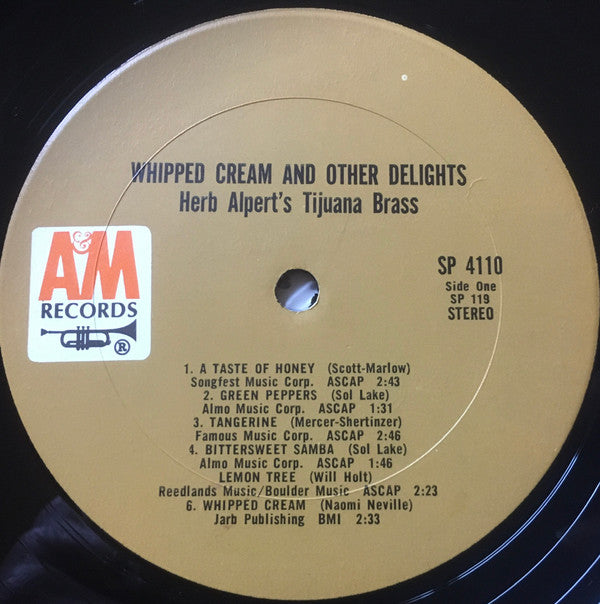 WHIPPED CREAM AND OTHER DELIGHTS
Herb Alpert's Tijuana Brass
A&M
RECORDS
®
SP 4110
Side One
SP 119
STEREO
1. A TASTE OF HONEY (Scott-Marlow)
Songfest Music Corp. ASCAP 2:43
2. GREEN PEPPERS (Sol Lake)
Almo Music Corp. ASCAP 1:31
3. TANGERINE (Mercer-Shertinzer)
Famous Music Corp. ASCAP 2:46
4. BITTERSWEET SAMBA (Sol Lake)
Almo Music Corp. ASCAP 1:46
LEMON TREE (Will Holt)
Reedlands Music/Boulder Music ASCAP 2:23
6. WHIPPED CREAM (Naomi Neville)
Jarb Publishing BMI 2:33